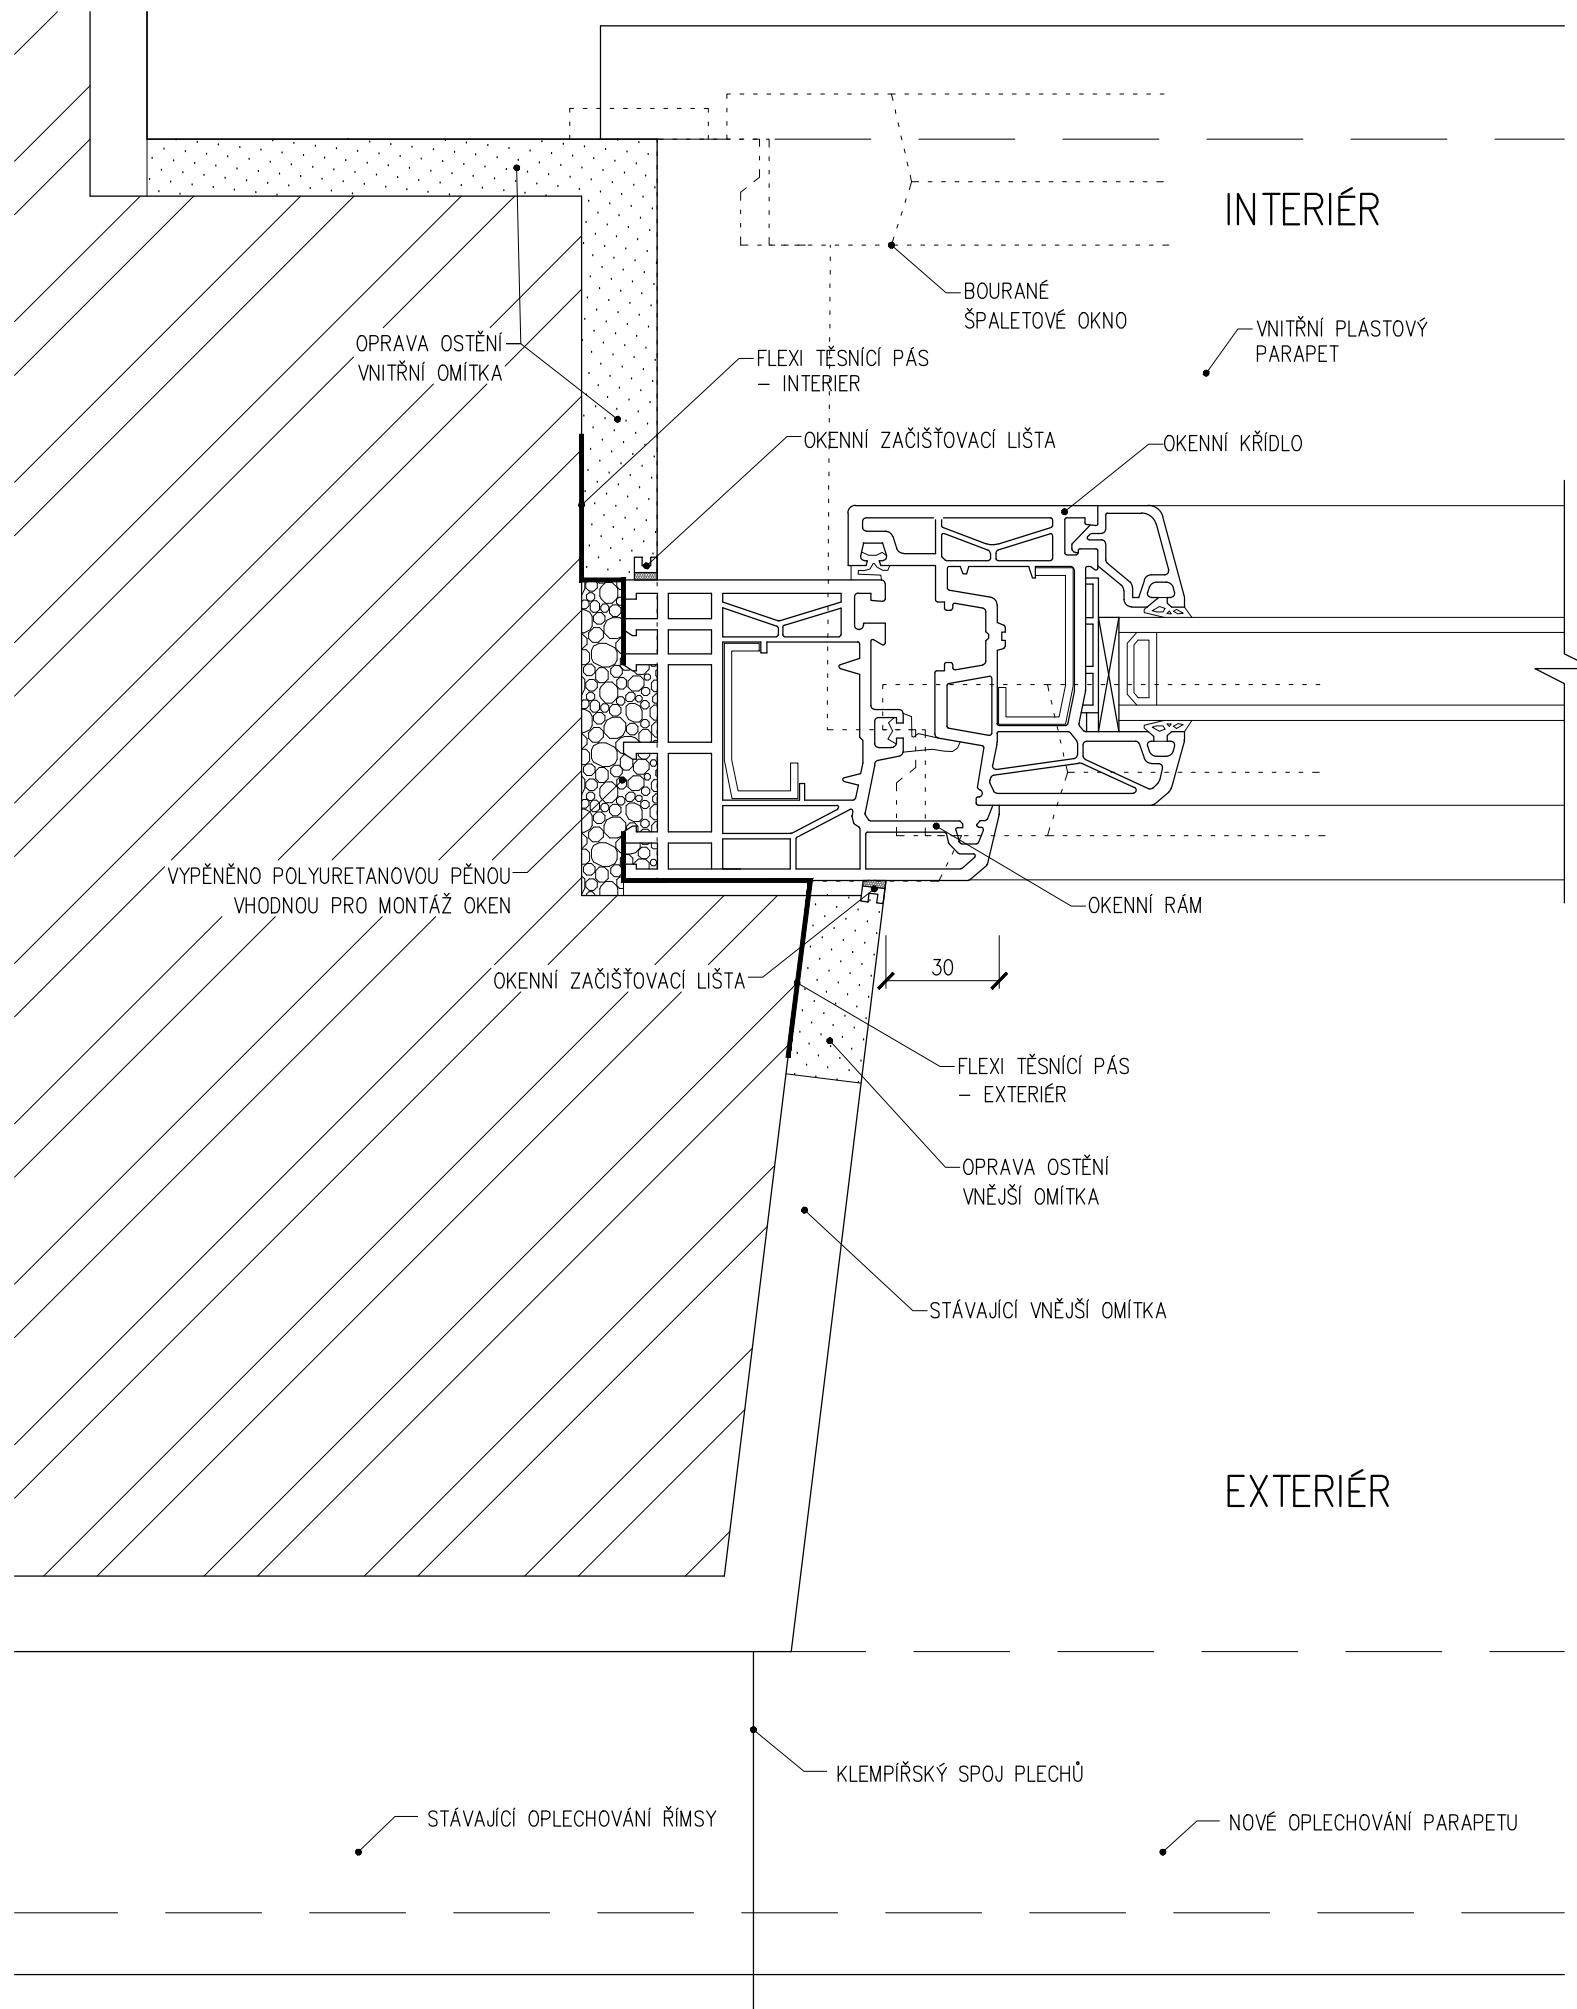 INTERIÉR
BOURANÉ
ŠPALETOVÉ OKNO
VNITŘNÍ PLASTOVÝ
PARAPET
OPRAVA OSTĚNÍ
VNITŘNÍ OMÍTKA
FLEXI TĚSNÍCÍ PÁS
– INTERIER
OKENNÍ ZAČIŠŤOVACÍ LIŠTA
OKENNÍ KŘÍDLO
VYPĚNĚNO POLYURETANOVOU PĚNOU
VHODNOU PRO MONTÁŽ OKEN
OKENNÍ RÁM
OKENNÍ ZAČIŠŤOVACÍ LIŠTA
30
FLEXI TĚSNÍCÍ PÁS
– EXTERIÉR
OPRAVA OSTĚNÍ
VNĚJŠÍ OMÍTKA
STÁVAJÍCÍ VNĚJŠÍ OMÍTKA
EXTERIÉR
KLEMPÍŘSKÝ SPOJ PLECHŮ
STÁVAJÍCÍ OPLECHOVÁNÍ ŘÍMSY
NOVÉ OPLECHOVÁNÍ PARAPETU